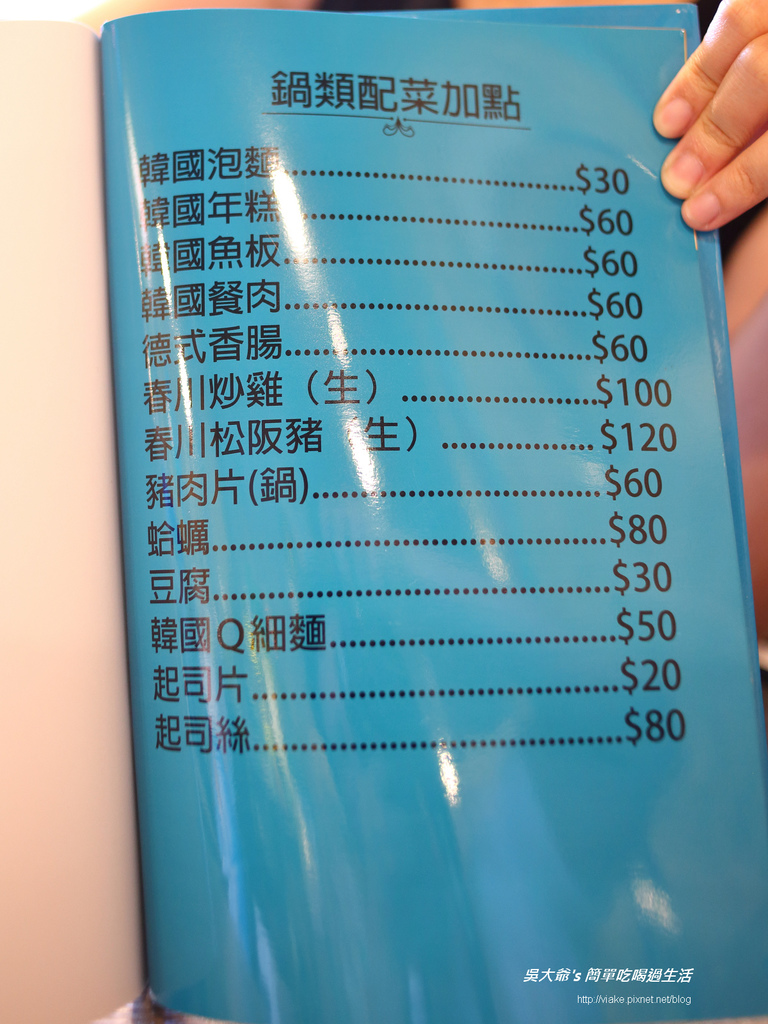 鍋類配菜加點
韓國泡麵........................................$30
韓國年糕........................................$60
韓國魚板........................................$60
韓國餐肉........................................$60
德式香腸........................................$60
春川炒雞（生）.........................$100
春川松阪豬（生）....................$120
豬肉片(鍋)......................................$60
蛤蠣....................................................$80
豆腐....................................................$30
韓國Q細麵.....................................$50
起司片................................................$20
起司絲................................................$80
吳大爺's 簡單吃喝過生活
http://viake.pixnet.net/blog